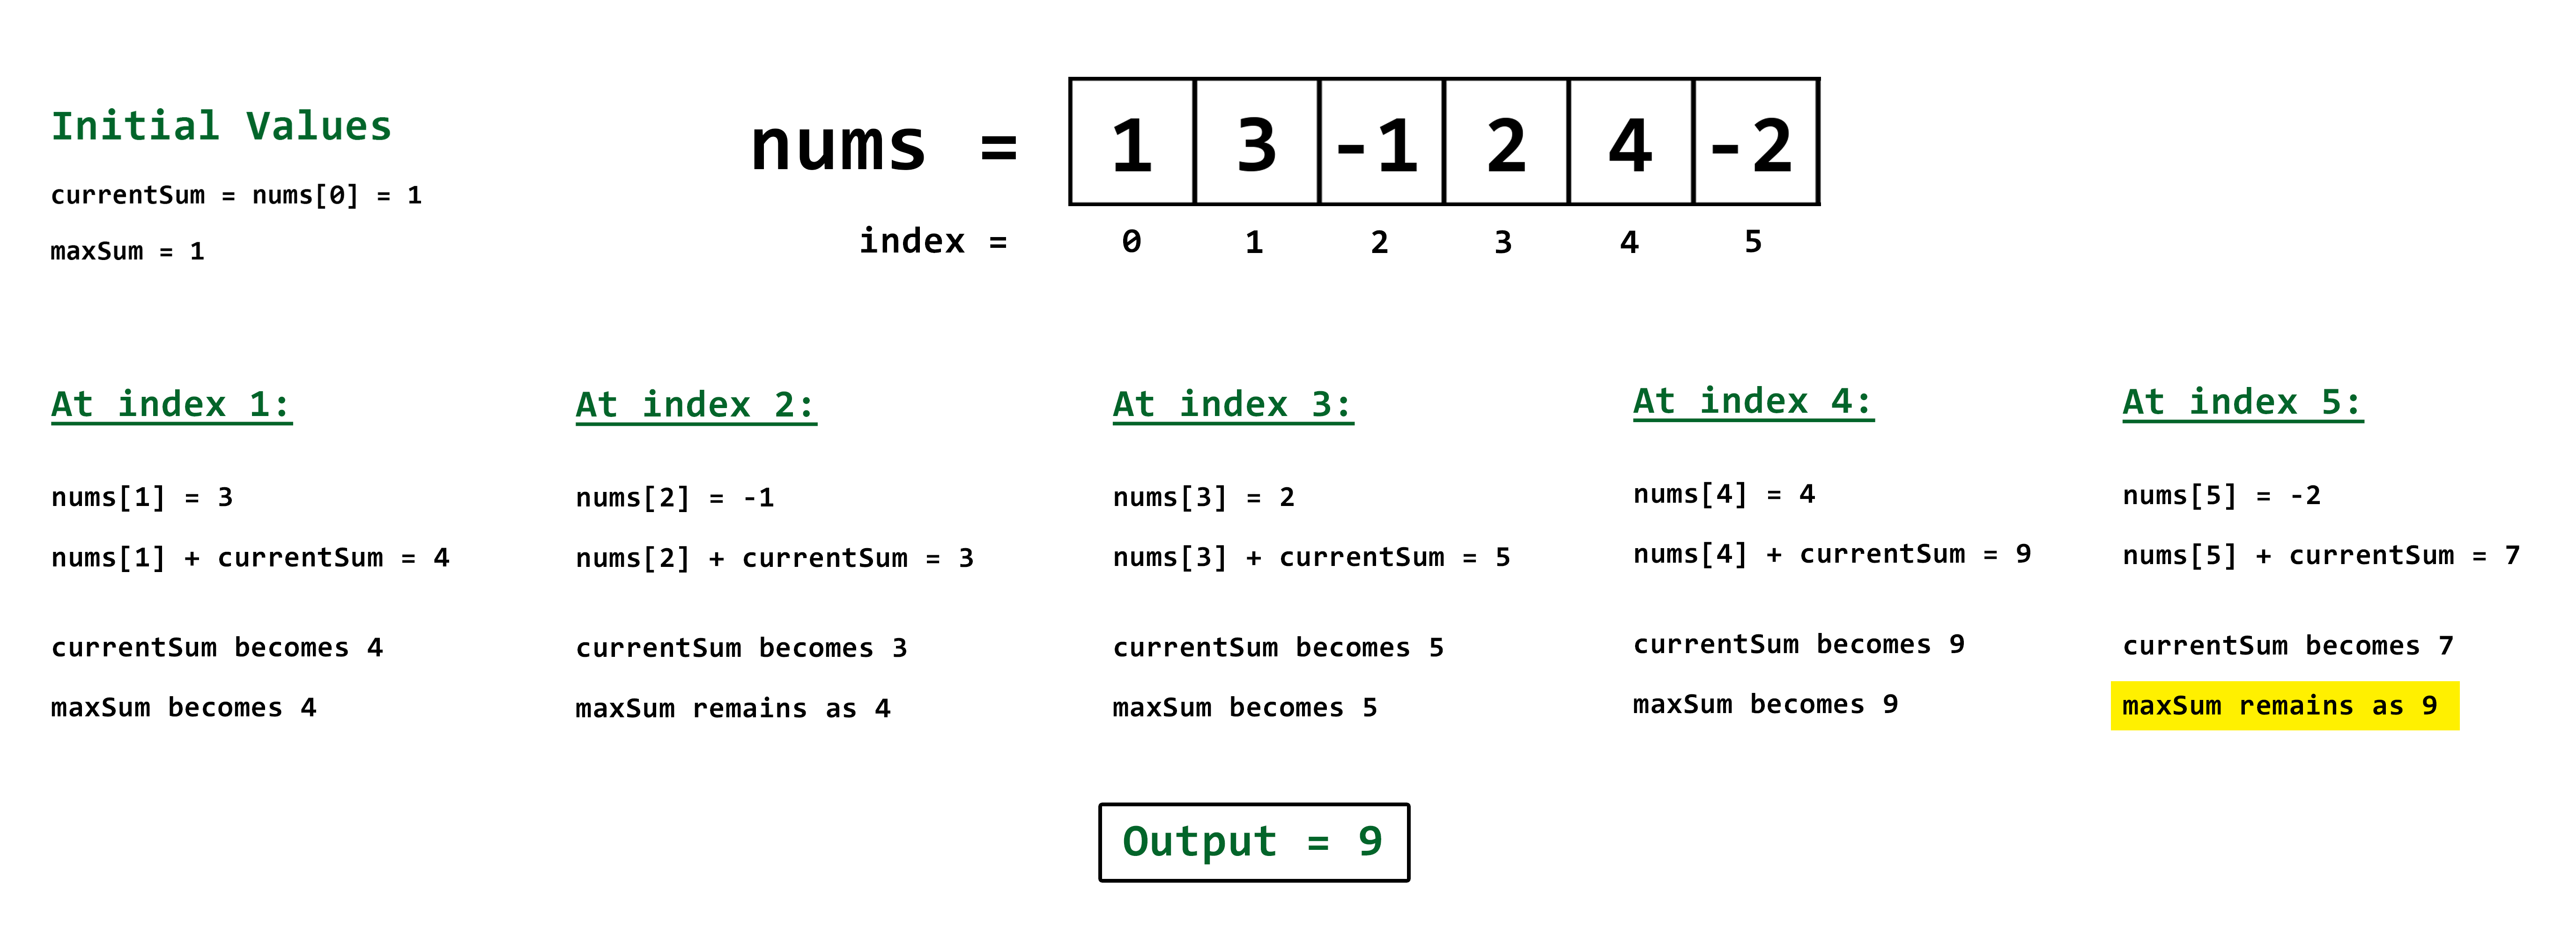 Initial Values
currentSum = nums[0] = 1
maxSum = 1
nums = 1 3 -1 2 4 -2
index = 0 1 2 3 4 5
At index 1:
nums[1] = 3
nums[1] + currentSum = 4
currentSum becomes 4
maxSum becomes 4
At index 2:
nums[2] = -1
nums[2] + currentSum = 3
currentSum becomes 3
maxSum remains as 4
At index 3:
nums[3] = 2
nums[3] + currentSum = 5
currentSum becomes 5
maxSum becomes 5
At index 4:
nums[4] = 4
nums[4] + currentSum = 9
currentSum becomes 9
maxSum becomes 9
At index 5:
nums[5] = -2
nums[5] + currentSum = 7
currentSum becomes 7
maxSum remains as 9
Output = 9